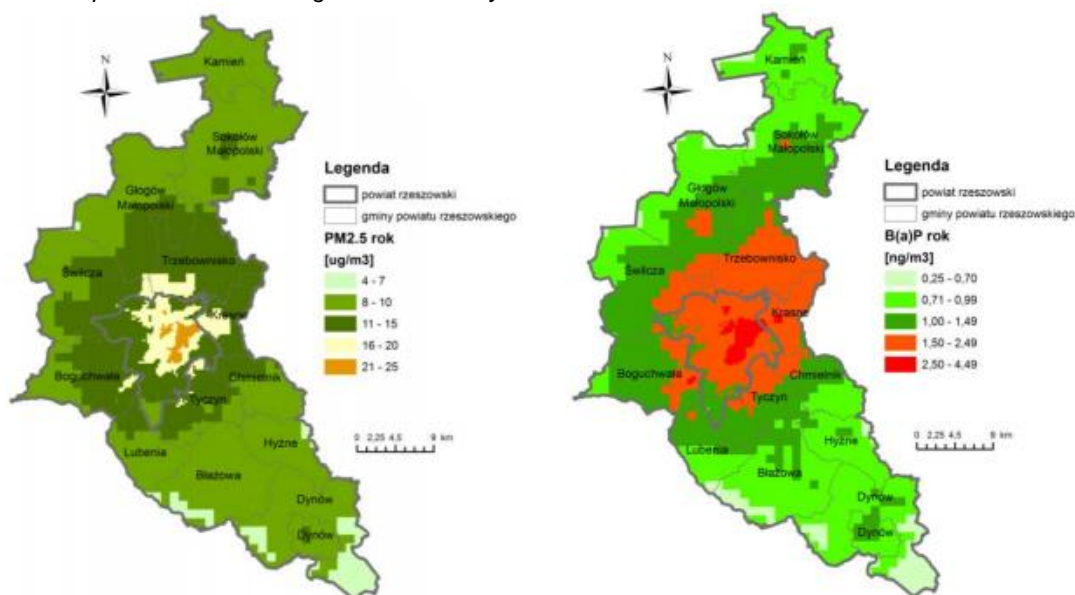 N
Kamień
Sokołów
Małopolski
Głogów
Małopolski
Trzebownisko
Świlcza
Krasne
Boguchwała
Chmielnik
Tyczyn
Lubenia
Hyżne
Błażowa
Dynów
Dynów
Legenda
powiat rzeszowski
gminy powiatu rzeszowskiego
PM2.5 rok
[ug/m3]
4 - 7
8 - 10
11 - 15
16 - 20
21 - 25
0 2,25 4,5 9 km
N
Kamień
Sokołów
Małopolski
Głogów
Małopolski
Trzebownisko
Świlcza
Krasne
Boguchwała
Chmielnik
Tyczyn
Lubenia
Hyżne
Błażowa
Dynów
Dynów
Legenda
powiat rzeszowski
gminy powiatu rzeszowskiego
B(a)P rok
[ng/m3]
0,25 - 0,70
0,71 - 0,99
1,00 - 1,49
1,50 - 2,49
2,50 - 4,49
0 2,25 4,5 9 km